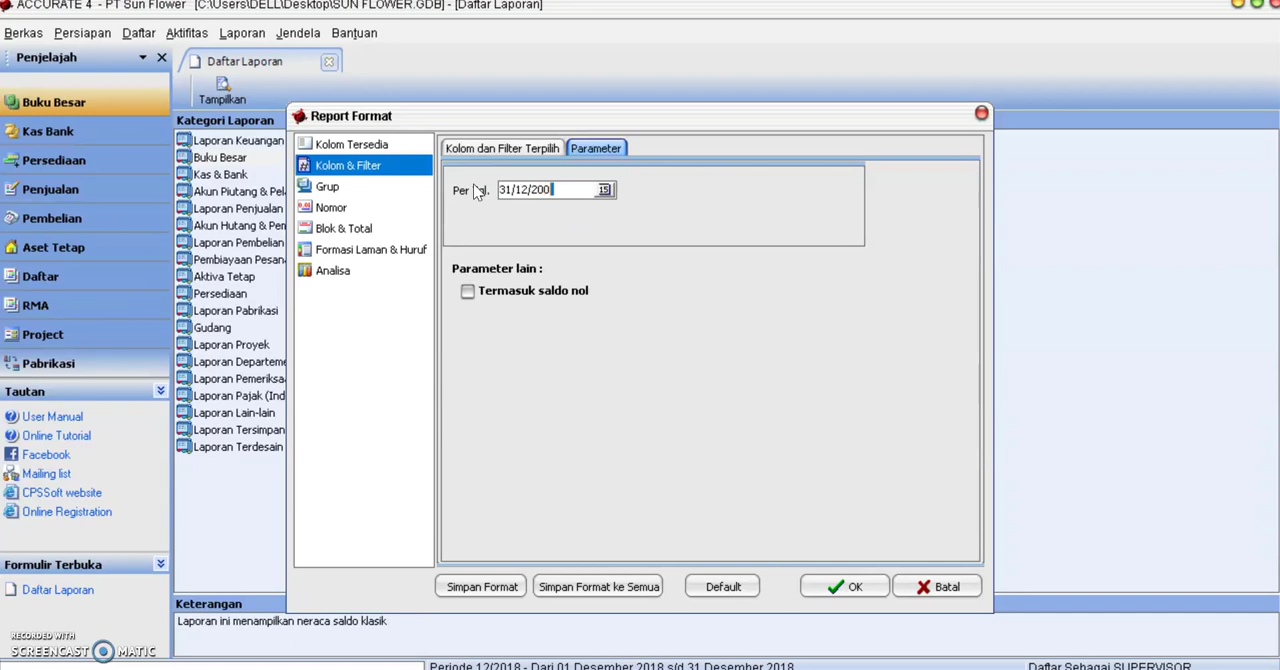 ACCURATE 4 - PT Sun Flower [C:\Users\DELL\Desktop\SUN FLOWER.GDB] - [Daftar Laporan]
Berkas Persiapan Daftar Aktifitas Laporan Jendela Bantuan
Penjelajah
Daftar Laporan
Tampilkan
Buku Besar
Kas Bank
Persediaan
Penjualan
Pembelian
Aset Tetap
Daftar
RMA
Project
Pabrikasi
Tautan
User Manual
Online Tutorial
Facebook
Mailing list
CPSSoft website
Online Registration
Formulir Terbuka
Daftar Laporan
RECORDED WITH
SCREENCAST MATIC
Kategori Laporan
Laporan Keuangan
Buku Besar
Kas & Bank
Akun Piutang & Pel
Laporan Penjualan
Akun Hutang & Pem
Laporan Pembelian
Pembiayaan Pesana
Aktiva Tetap
Persediaan
Laporan Pabrikasi
Gudang
Laporan Proyek
Laporan Departeme
Laporan Pemeriksaa
Laporan Pajak (Ind
Laporan Lain-lain
Laporan Tersimpan
Laporan Terdesain
Report Format
Kolom Tersedia
Kolom & Filter
Grup
Nomor
Blok & Total
Formasi Laman & Huruf
Analisa
Kolom dan Filter Terpilih Parameter
Per 31/12/200 15
Parameter lain :
Termasuk saldo nol
Simpan Format Simpan Format ke Semua Default OK Batal
Keterangan
Laporan ini menampilkan neraca saldo klasik
Periode 12/2018 - Dari 01 Desember 2018 s/d 31 Desember 2018 Daftar Sebagai SUPERVISOR